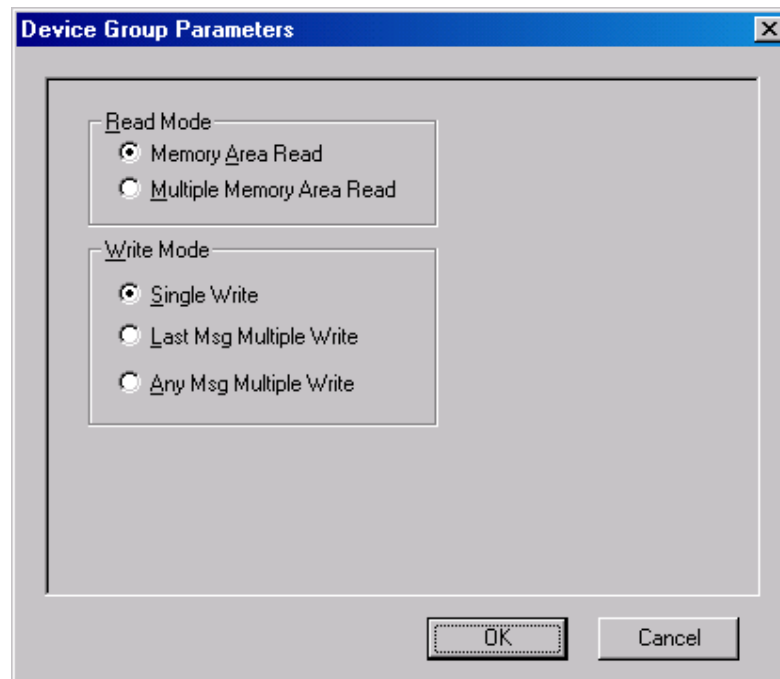 Device Group Parameters
Read Mode
Memory Area Read
Multiple Memory Area Read
Write Mode
Single Write
Last Msg Multiple Write
Any Msg Multiple Write
OK
Cancel